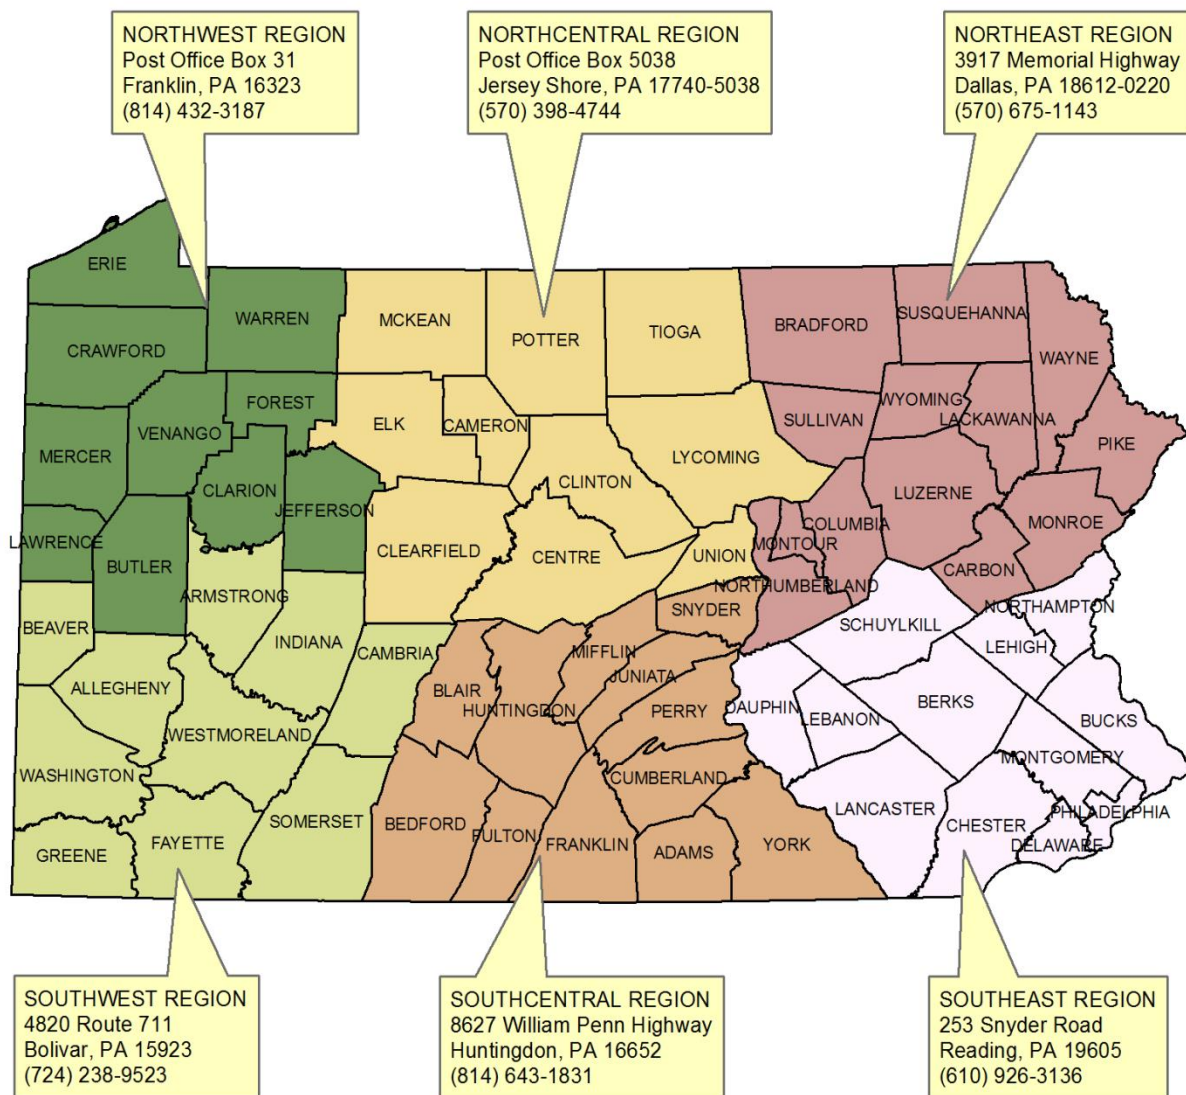 NORTHWEST REGION
Post Office Box 31
Franklin, PA 16323
(814) 432-3187
NORTHCENTRAL REGION
Post Office Box 5038
Jersey Shore, PA 17740-5038
(570) 398-4744
NORTHEAST REGION
3917 Memorial Highway
Dallas, PA 18612-0220
(570) 675-1143
ERIE
WARREN
CRAWFORD
FOREST
VENANGO
MERCER
CLARION
JEFFERSON
LAWRENCE
BUTLER
MCKEAN
POTTER
TIOGA
ELK
CAMERON
CLINTON
LYCOMING
CLEARFIELD
CENTRE
UNION
BRADFORD
SUSQUEHANNA
WAYNE
WYOMING
LACKAWANNA
SULLIVAN
PIKE
LUZERNE
COLUMBIA
MONTOUR
MONROE
CARBON
NORTHUMBERLAND
ARMSTRONG
BEAVER
INDIANA
CAMBRIA
ALLEGHENY
WESTMORELAND
WASHINGTON
SOMERSET
FAYETTE
GREENE
SNYDER
MIFFLIN
JUNIATA
BLAIR
HUNTINGDON
PERRY
CUMBERLAND
BEDFORD
FULTON
FRANKLIN
ADAMS
YORK
NORTHAMPTON
SCHUYLKILL
LEHIGH
DAUPHIN
LEBANON
BERKS
BUCKS
MONTGOMERY
LANCASTER
CHESTER
PHILADELPHIA
DELAWARE
SOUTHWEST REGION
4820 Route 711
Bolivar, PA 15923
(724) 238-9523
SOUTHCENTRAL REGION
8627 William Penn Highway
Huntingdon, PA 16652
(814) 643-1831
SOUTHEAST REGION
253 Snyder Road
Reading, PA 19605
(610) 926-3136